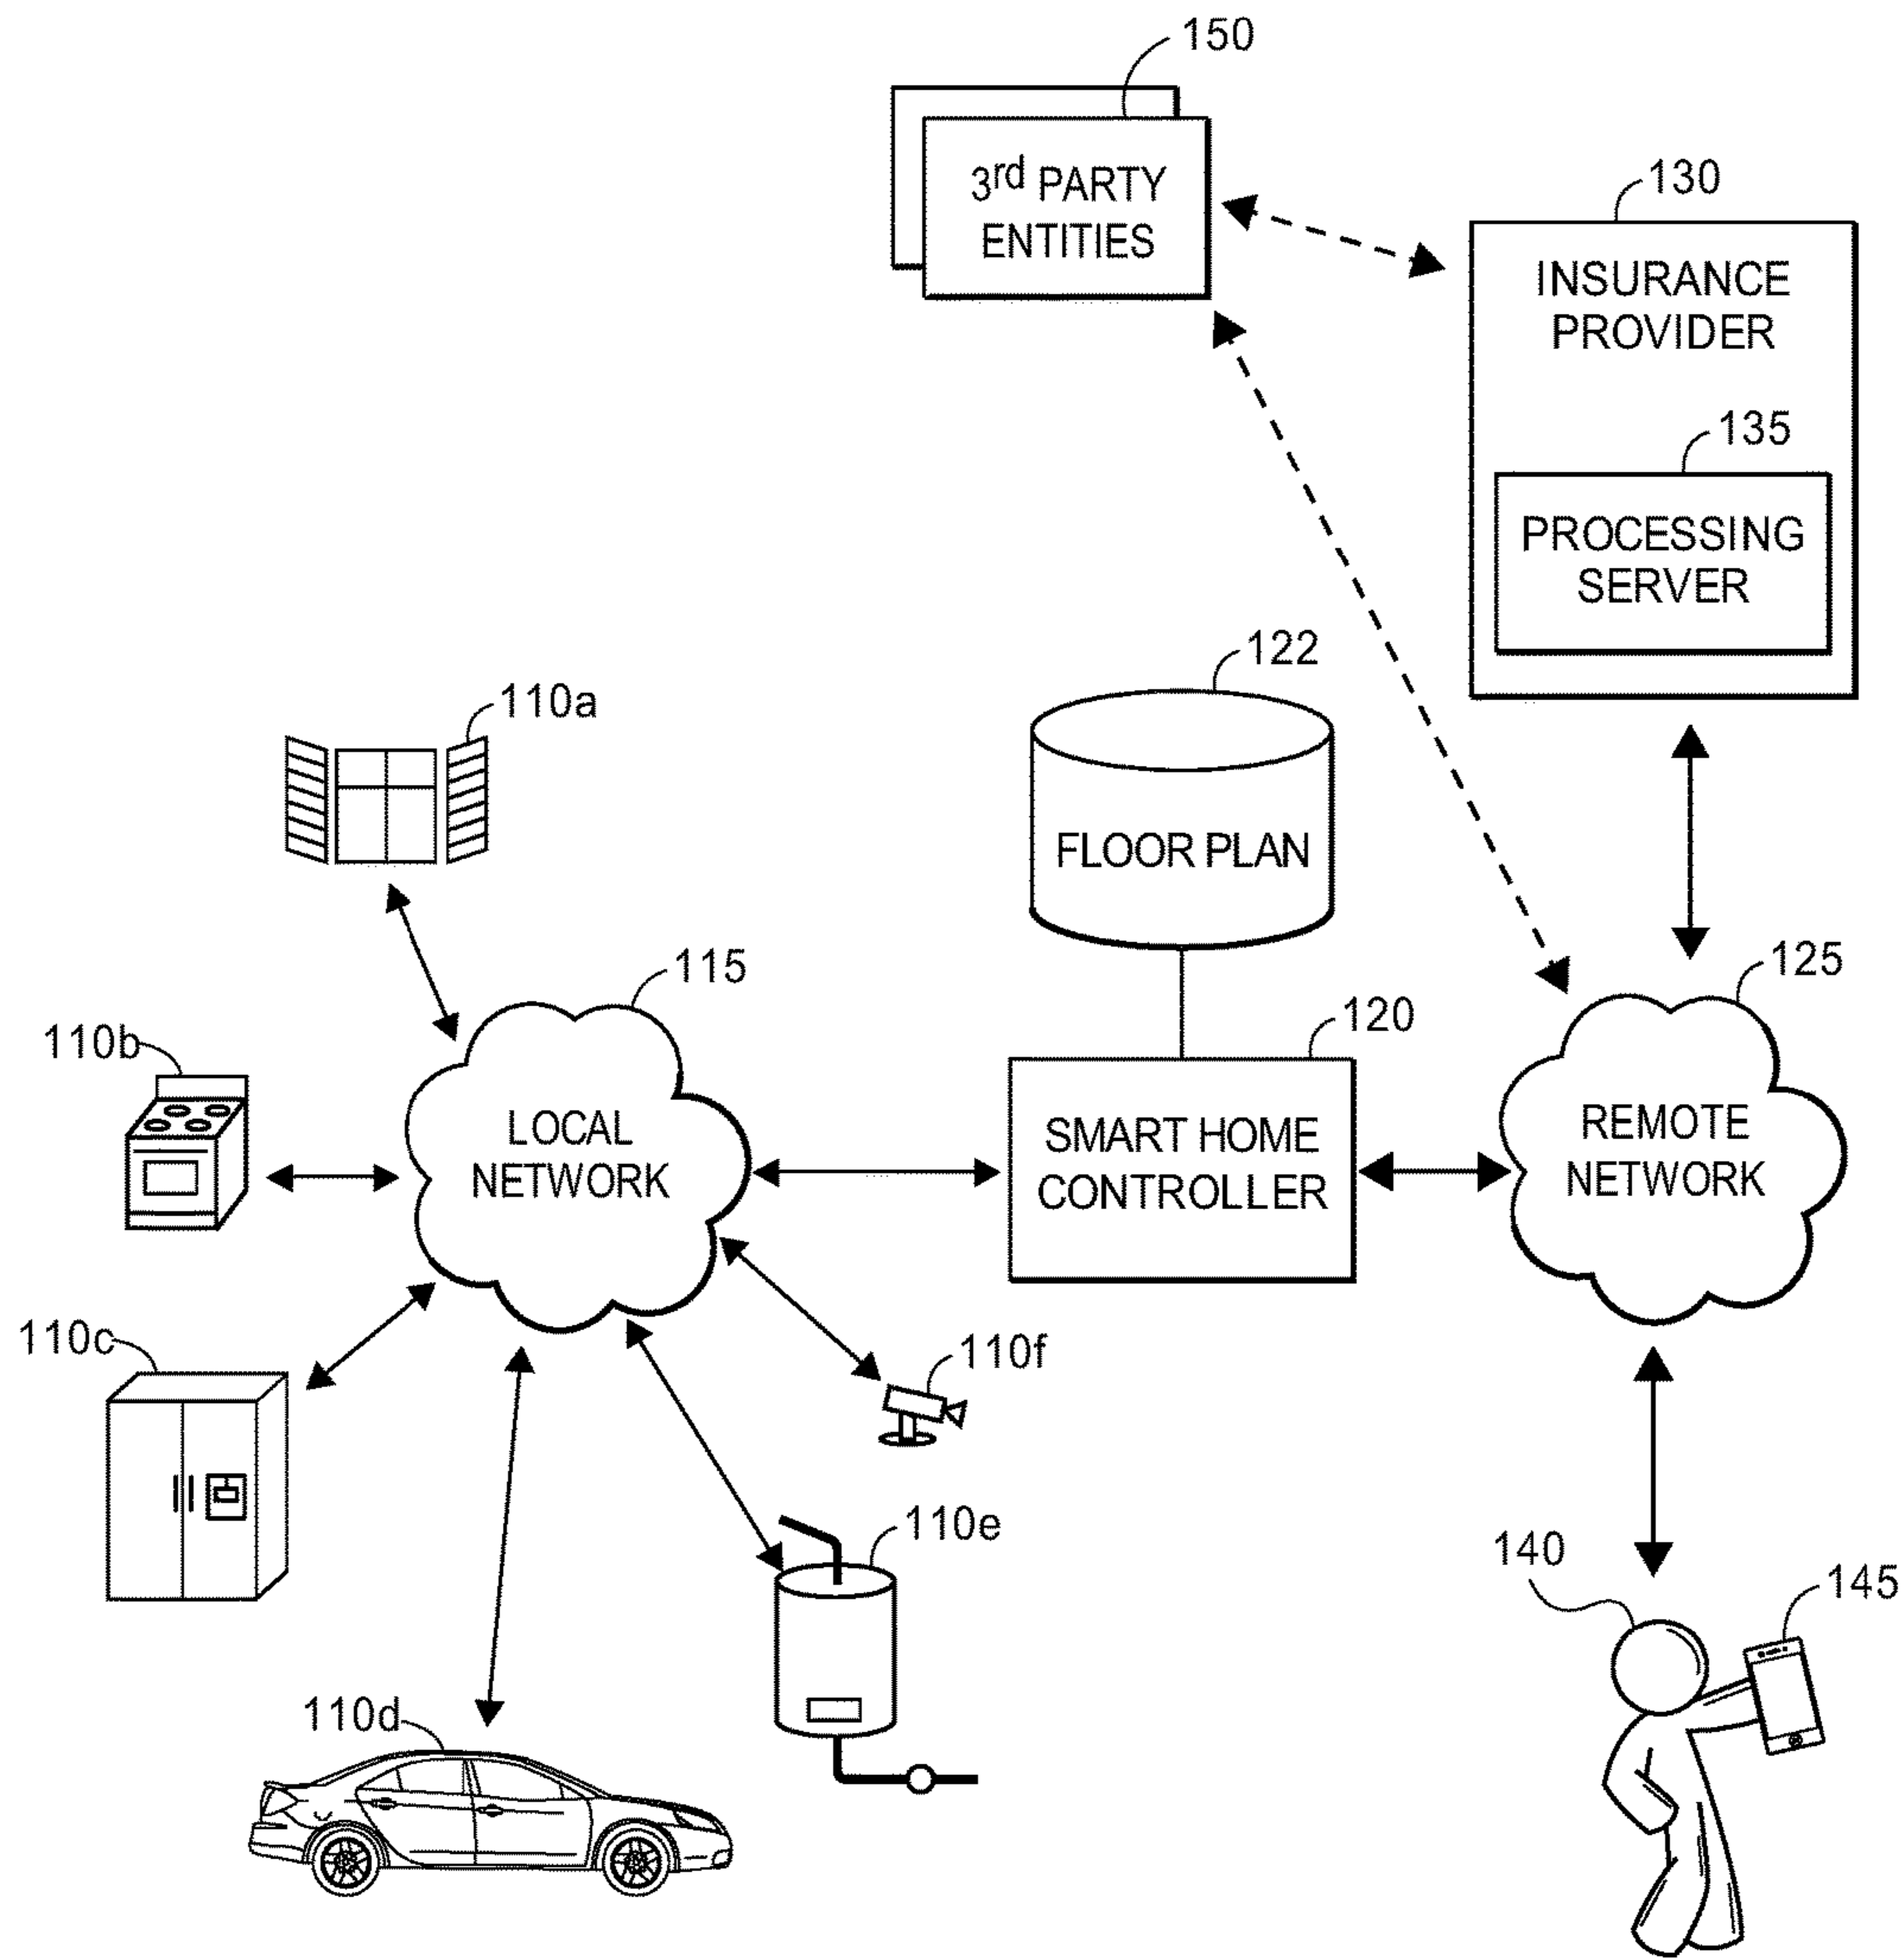 150
3rd PARTY
ENTITIES
130
INSURANCE
PROVIDER
135
PROCESSING
SERVER
122
FLOOR PLAN
110a
115
125
110b
120
LOCAL
NETWORK
SMART HOME
CONTROLLER
REMOTE
NETWORK
110c
110f
110e
140
145
110d